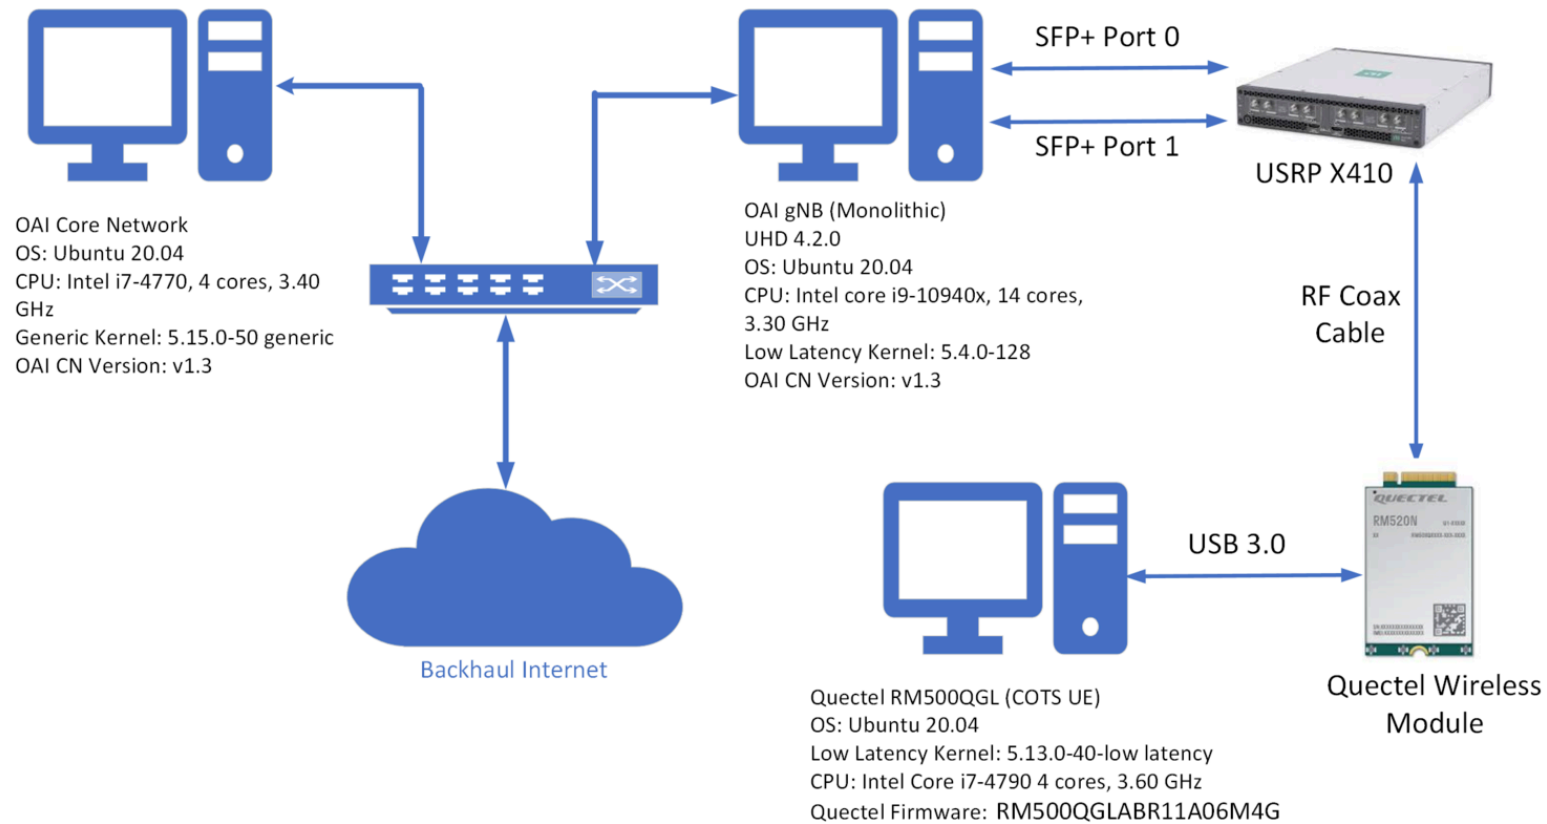 OAI Core Network
OS: Ubuntu 20.04
CPU: Intel i7-4770, 4 cores, 3.40
GHz
Generic Kernel: 5.15.0-50 generic
OAI CN Version: v1.3
Backhaul Internet
OAI gNB (Monolithic)
UHD 4.2.0
OS: Ubuntu 20.04
CPU: Intel core i9-10940x, 14 cores,
3.30 GHz
Low Latency Kernel: 5.4.0-128
OAI CN Version: v1.3
SFP+ Port 0
SFP+ Port 1
USRP X410
RF Coax
Cable
QUECTEL
RM520N
USB 3.0
Quectel Wireless
Module
Quectel RM500QGL (COTS UE)
OS: Ubuntu 20.04
Low Latency Kernel: 5.13.0-40-low latency
CPU: Intel Core i7-4790 4 cores, 3.60 GHz
Quectel Firmware: RM500QGLABR11A06M4G